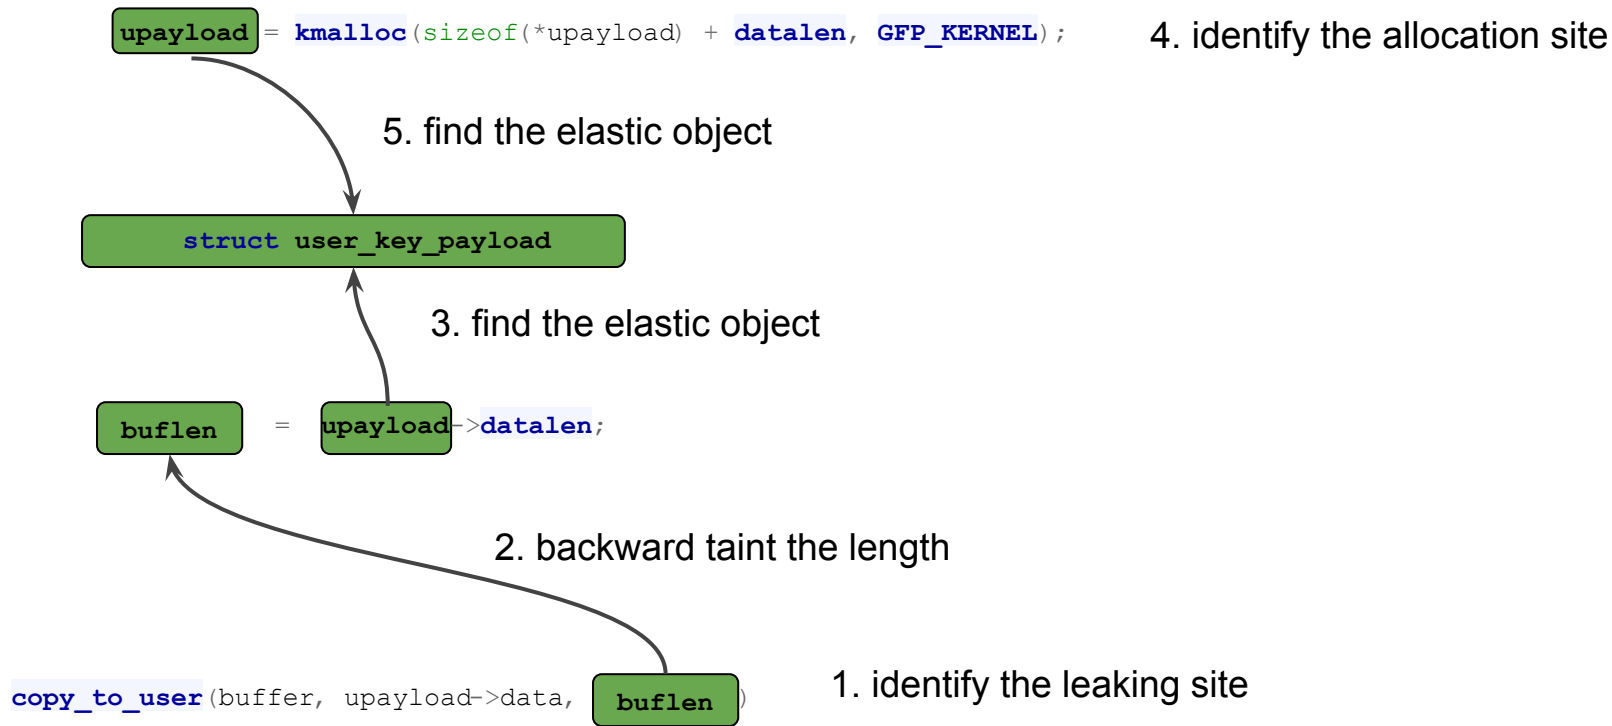 upayload = kmalloc(sizeof(*upayload) + datalen, GFP_KERNEL);
4. identify the allocation site
5. find the elastic object
struct user_key_payload
3. find the elastic object
buflen = upayload->datalen;
2. backward taint the length
copy_to_user(buffer, upayload->data, buflen)
1. identify the leaking site